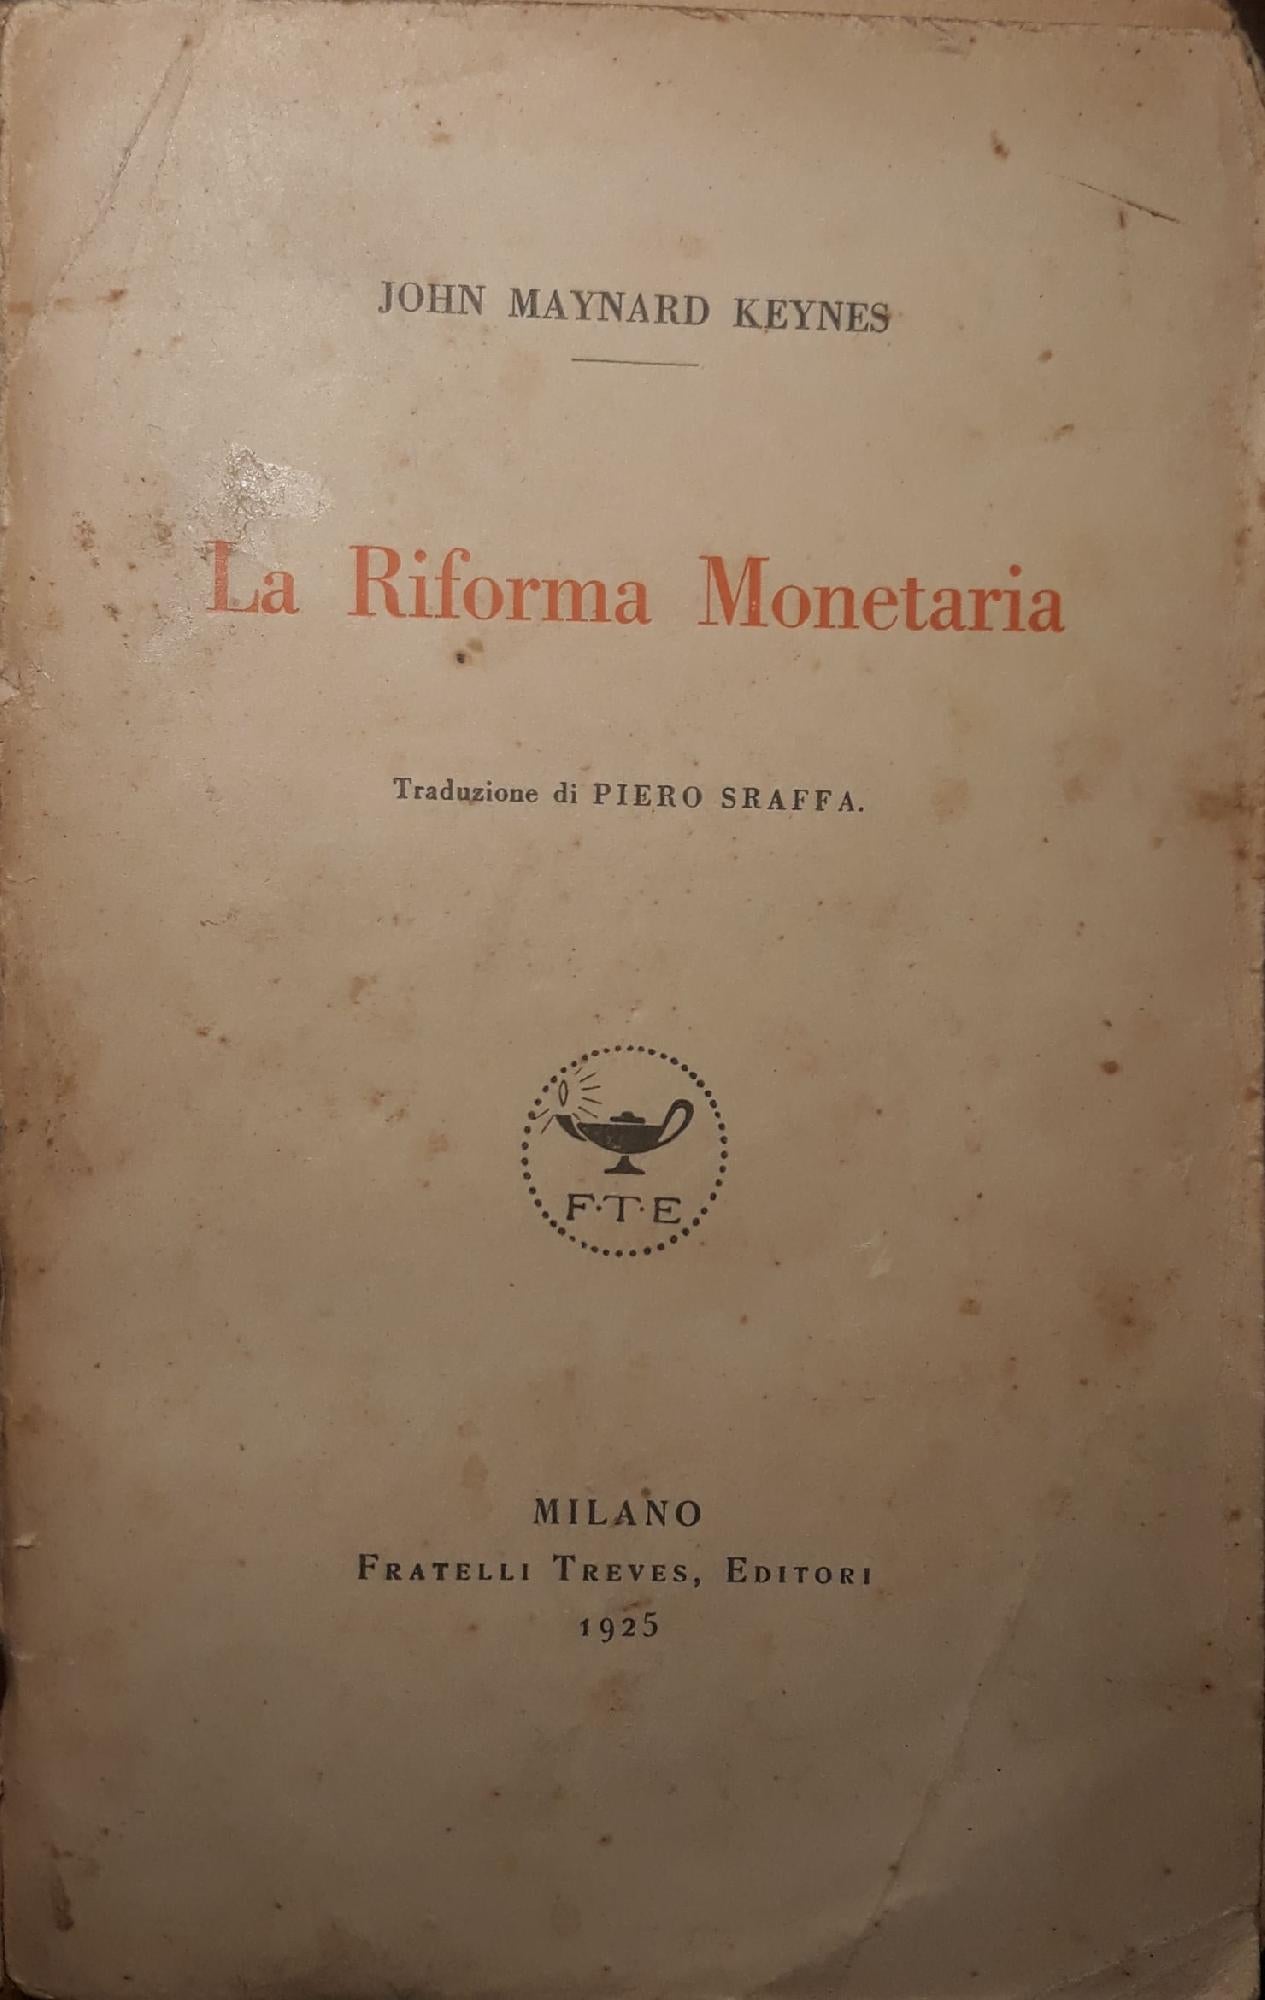 JOHN MAYNARD KEYNES
La Riforma Monetaria
Traduzione di PIERO SRAFFA.
F·T·E
MILANO
FRATELLI TREVES, EDITORI
1925